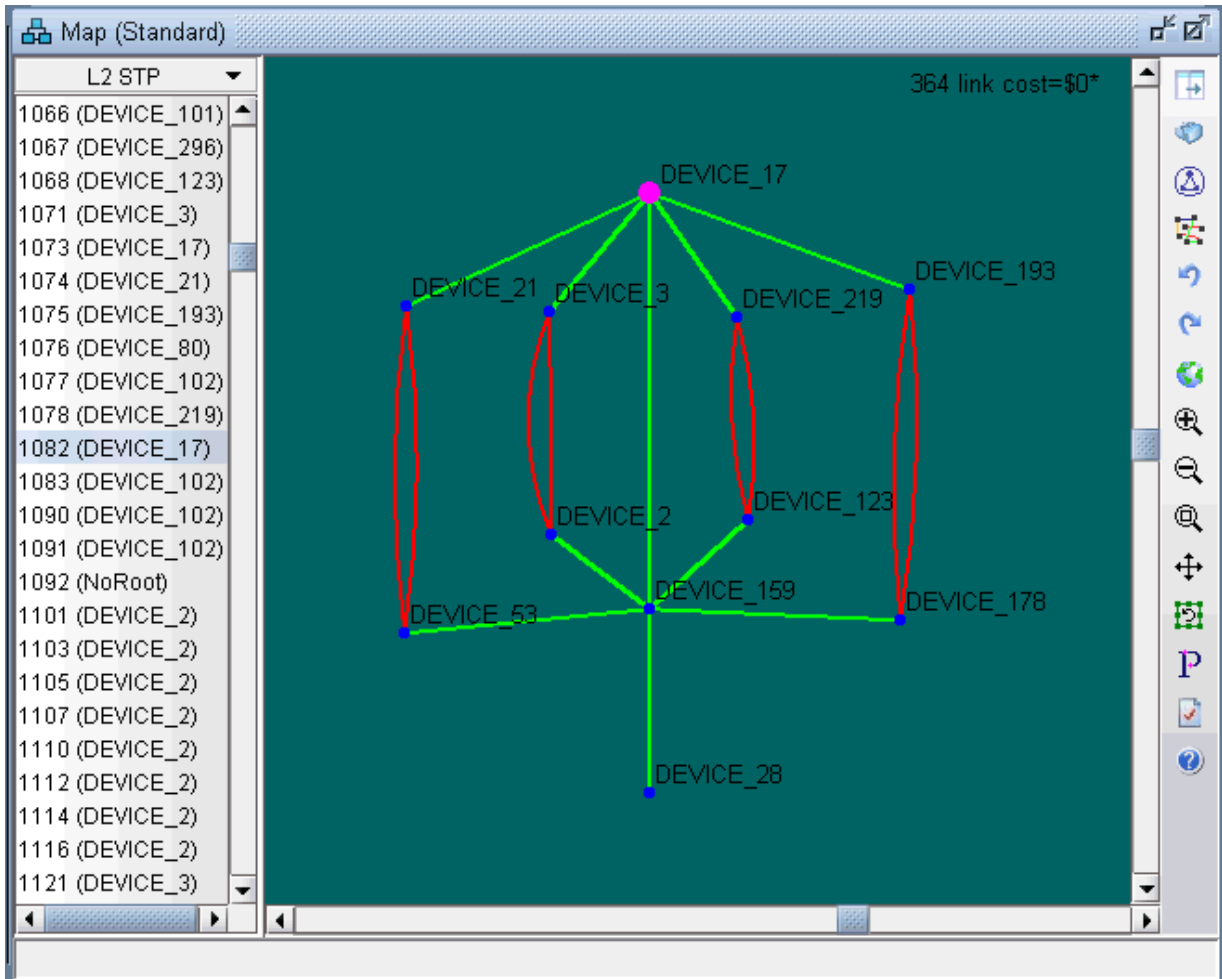 Map (Standard)
L2 STP
1066 (DEVICE_101)
1067 (DEVICE_296)
1068 (DEVICE_123)
1071 (DEVICE_3)
1073 (DEVICE_17)
1074 (DEVICE_21)
1075 (DEVICE_193)
1076 (DEVICE_80)
1077 (DEVICE_102)
1078 (DEVICE_219)
1082 (DEVICE_17)
1083 (DEVICE_102)
1090 (DEVICE_102)
1091 (DEVICE_102)
1092 (NoRoot)
1101 (DEVICE_2)
1103 (DEVICE_2)
1105 (DEVICE_2)
1107 (DEVICE_2)
1110 (DEVICE_2)
1112 (DEVICE_2)
1114 (DEVICE_2)
1116 (DEVICE_2)
1121 (DEVICE_3)
364 link cost=$0*
DEVICE_17
DEVICE_193
DEVICE_21
DEVICE_3
DEVICE_219
DEVICE_2
DEVICE_123
DEVICE_159
DEVICE_178
DEVICE_53
DEVICE_28
P
?